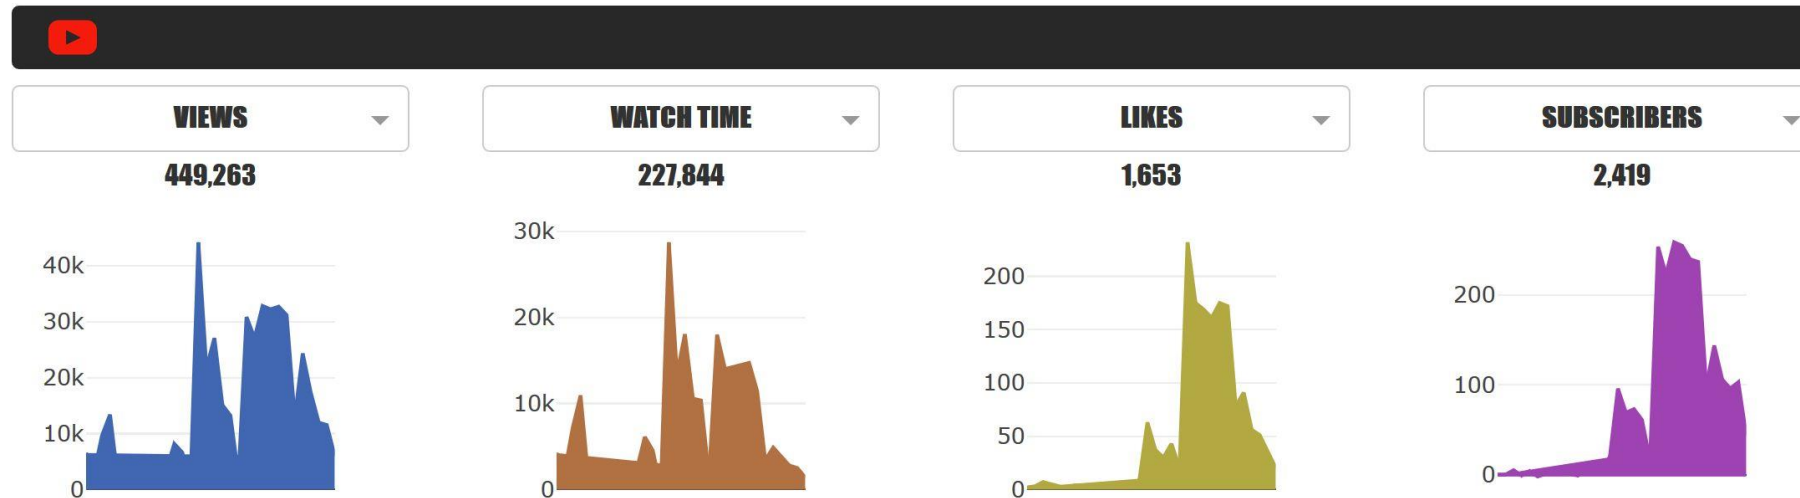 VIEWS
449,263
40k
30k
20k
10k
0
WATCH TIME
227,844
30k
20k
10k
0
LIKES
1,653
200
150
100
50
0
SUBSCRIBERS
2,419
200
100
0